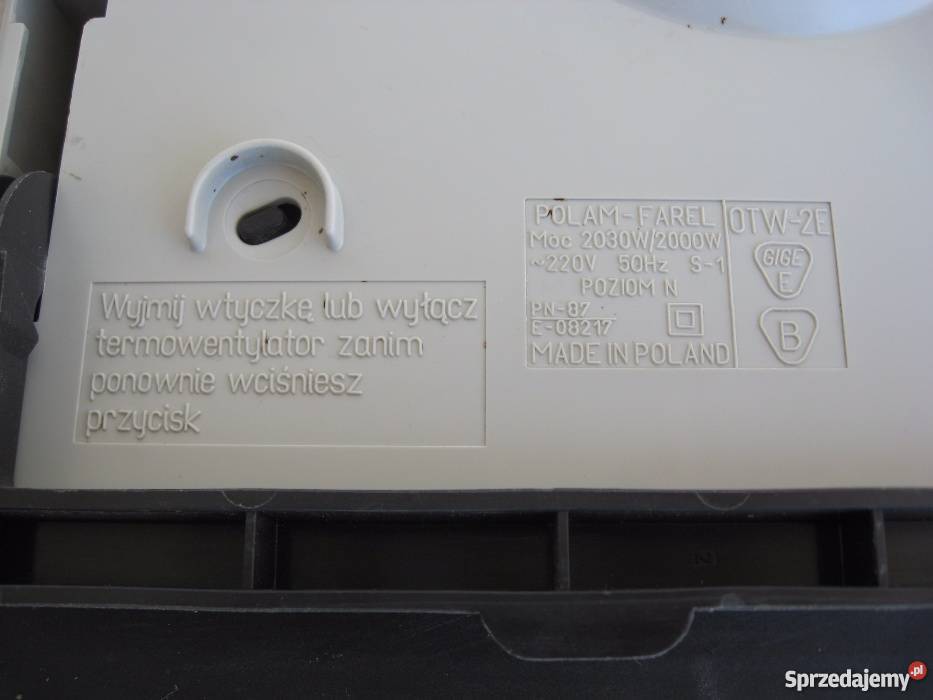 Wyjmij wtyczkę lub wyłącz
termowentylator zanim
ponownie wciśniesz
przycisk
POLAM-FAREL
Moc 2030W/2000W
~220V 50Hz S-1
POZIOM N
PN-87
E-08217
MADE IN POLAND
OTW-2E
GIGE
E
B
Sprzedajemy.pl